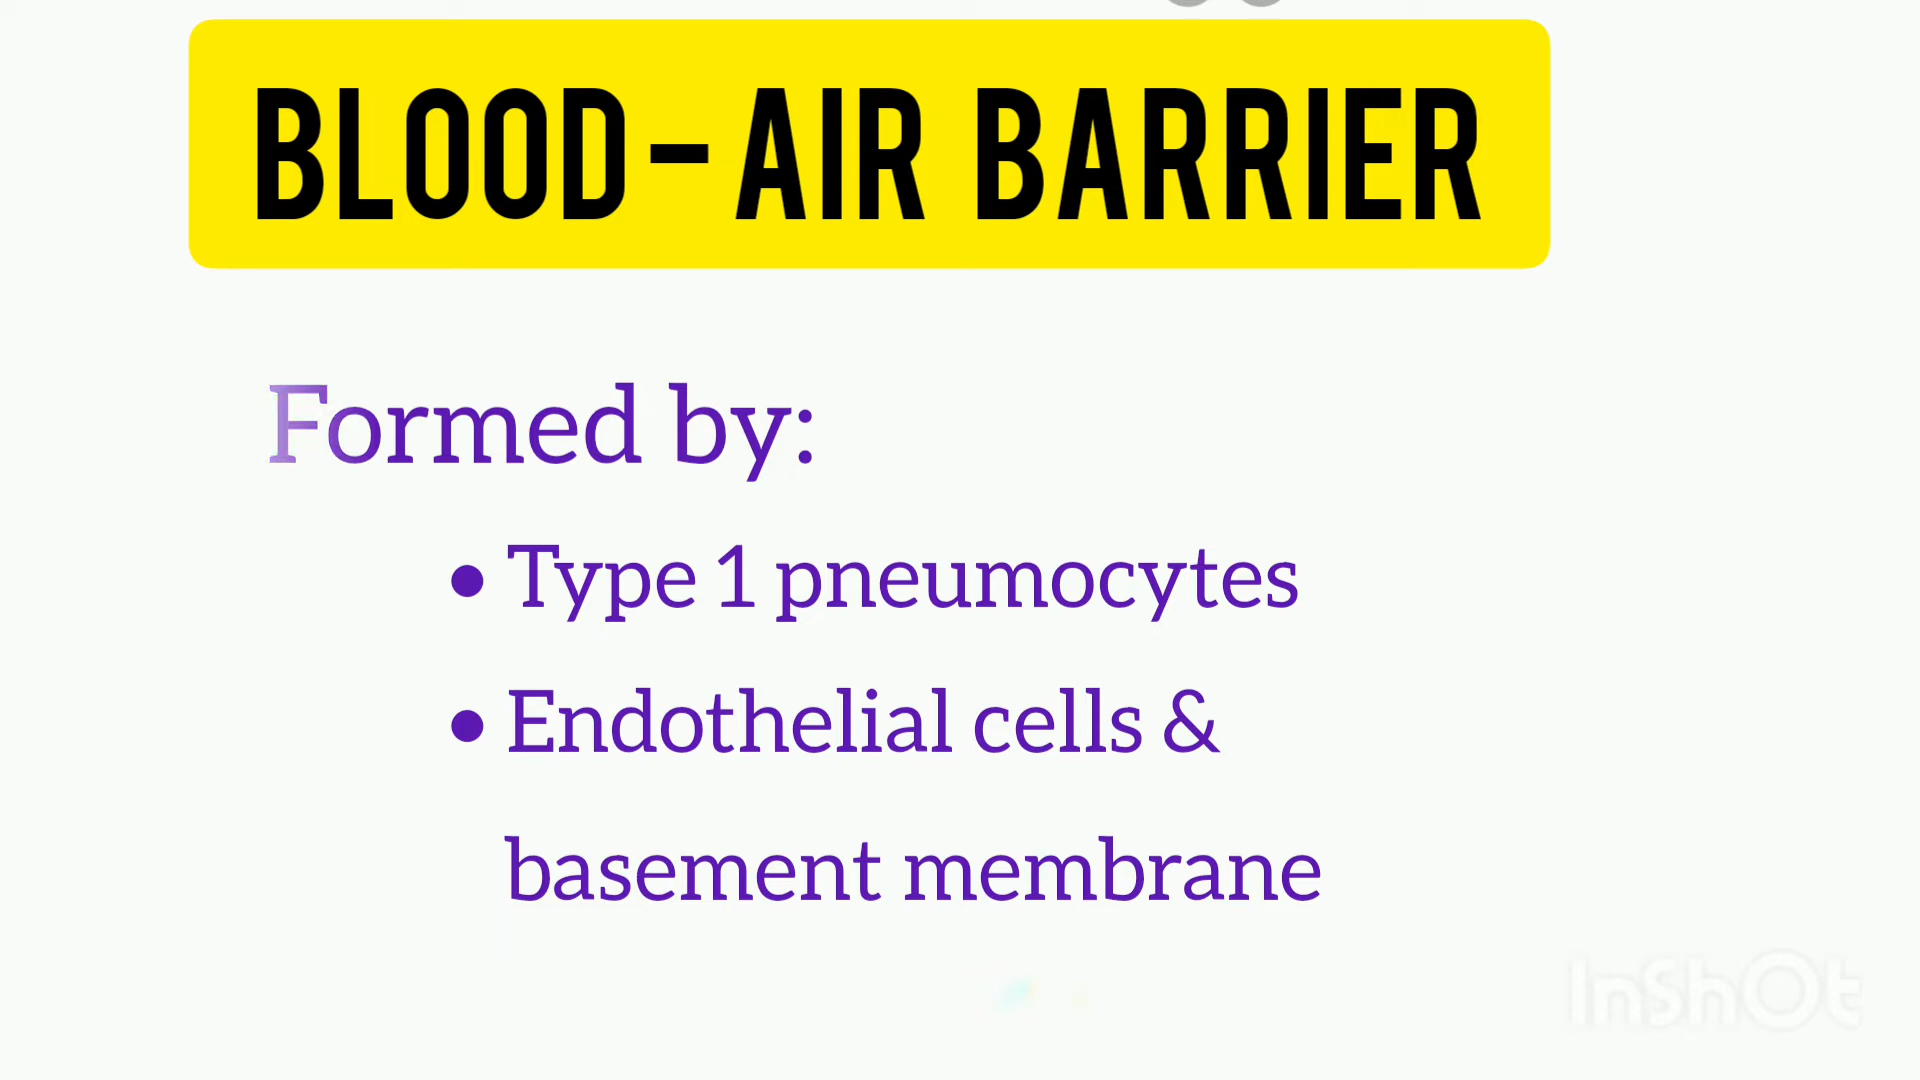 BLOOD-AIR BARRIER
Formed by:
• Type 1 pneumocytes
• Endothelial cells &
basement membrane
InShOt